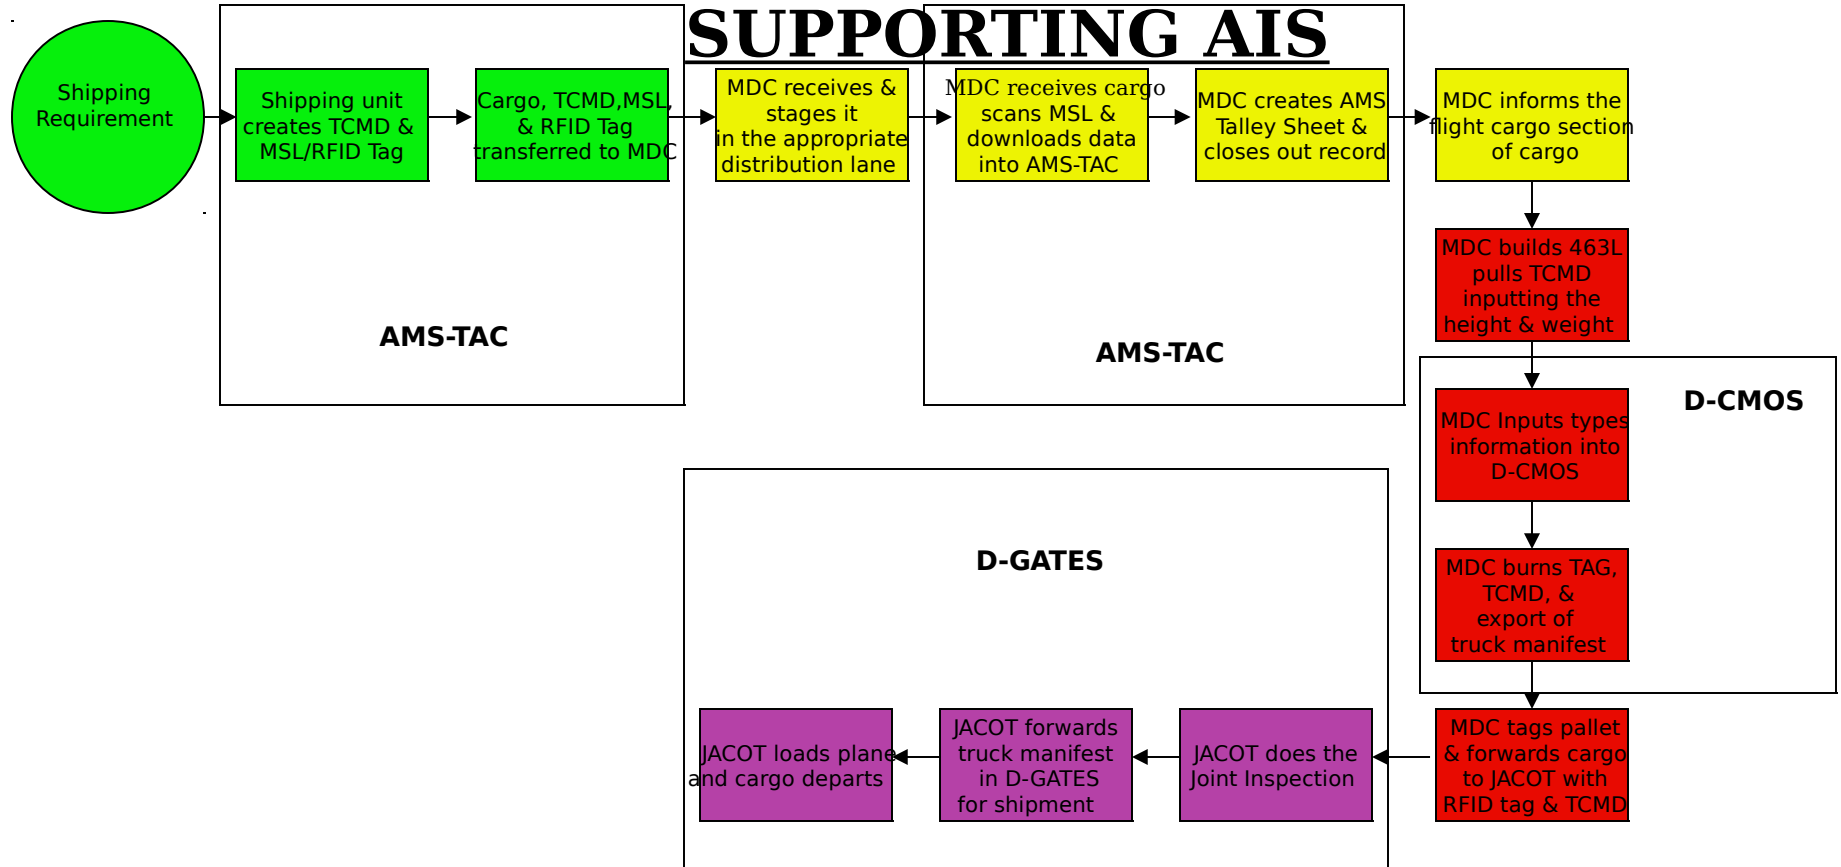 SUPPORTING AIS
Shipping
Requirement
Shipping unit
creates TCMD &
MSL/RFID Tag
Cargo, TCMD,MSL,
& RFID Tag
transferred to MDC
MDC receives &
stages it
in the appropriate
distribution lane
MDC receives cargo
scans MSL &
downloads data
into AMS-TAC
MDC creates AMS
Talley Sheet &
closes out record
MDC informs the
flight cargo section
of cargo
AMS-TAC
AMS-TAC
MDC builds 463L
pulls TCMD
inputting the
height & weight
D-CMOS
MDC Inputs types
information into
D-CMOS
MDC burns TAG,
TCMD, &
export of
truck manifest
D-GATES
MDC tags pallet
& forwards cargo
to JACOT with
RFID tag & TCMD
JACOT does the
Joint Inspection
JACOT forwards
truck manifest
in D-GATES
for shipment
JACOT loads plane
and cargo departs